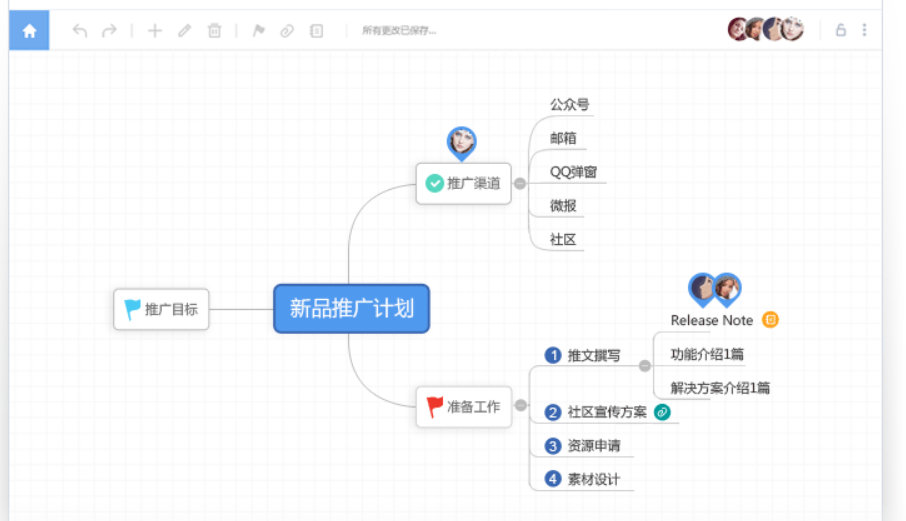 所有更改已保存...
公众号
邮箱
推广渠道
QQ弹窗
微报
社区
推广目标
新品推广计划
Release Note
1 推文撰写
功能介绍1篇
解决方案介绍1篇
准备工作
2 社区宣传方案
3 资源申请
4 素材设计